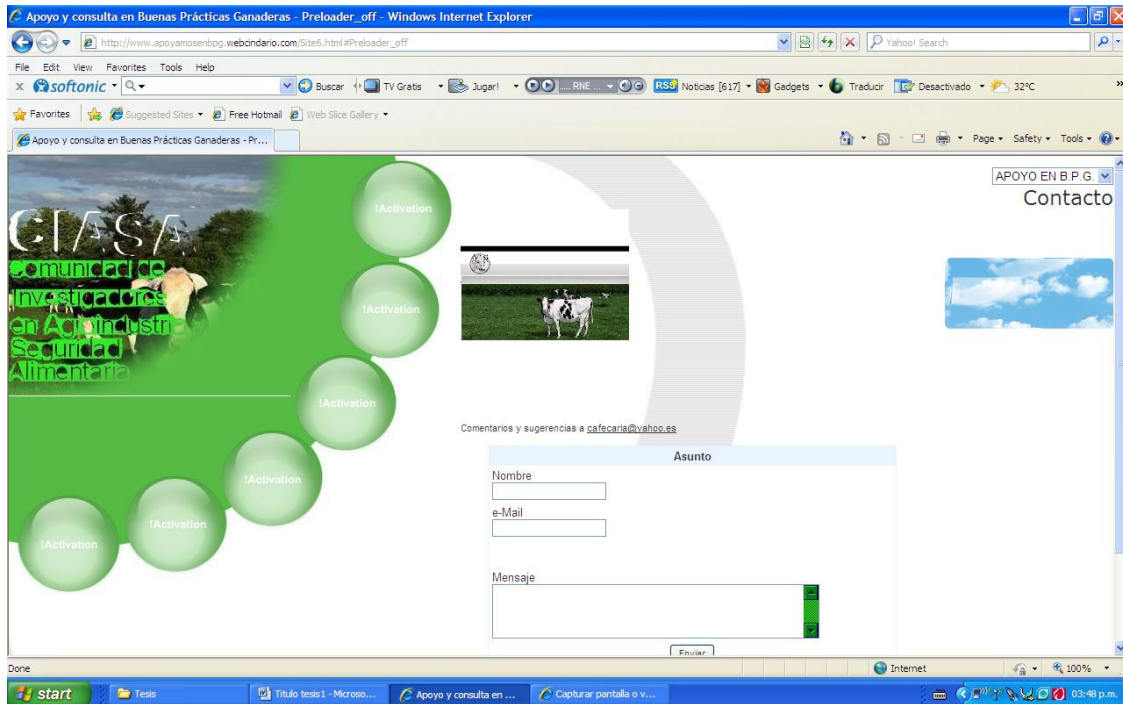 Apoyo y consulta en Buenas Prácticas Ganaderas - Preloader_off - Windows Internet Explorer
http://www.apoyamosenbpg.webcindario.com/Site6.html#Preloader_off
Yahoo! Search
File Edit View Favorites Tools Help
x softonic Buscar TV Gratis Jugar! .... RNE ... RSS Noticias [617] Gadgets Traducir Desactivado 32°C »
Favorites Suggested Sites Free Hotmail Web Slice Gallery
Apoyo y consulta en Buenas Prácticas Ganaderas - Pr...
Page Safety Tools
APOYO EN B.P.G.
Contacto
C.I.A.S.A.
Comunidad de
Investigadores
en Agroindustria y
Seguridad
Alimentaria
!Activation
!Activation
!Activation
!Activation
!Activation
!Activation
Comentarios y sugerencias a cafecarla@yahoo.es
Asunto
Nombre
e-Mail
Mensaje
Enviar
Done
Internet
100%
start
Tesis
Titulo tesis1 - Microso...
Apoyo y consulta en ...
Capturar pantalla o v...
03:48 p.m.